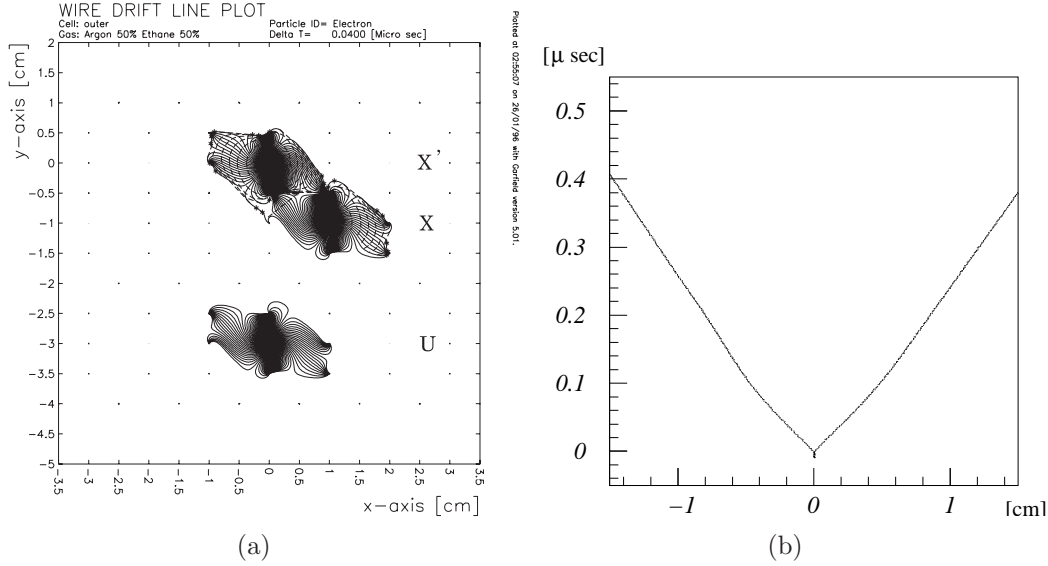 WIRE DRIFT LINE PLOT
Cell: outer
Particle ID= Electron
Gas: Argon 50% Ethane 50%
Delta T= 0.0400 [Micro sec]
y-axis [cm]
2
1.5
1
0.5
0
-0.5
-1
-1.5
-2
-2.5
-3
-3.5
-4
-4.5
-5
X'
X
U
-3.5
-3
-2.5
-2
-1.5
-1
-0.5
0
0.5
1
1.5
2
2.5
3
3.5
x-axis [cm]
Plotted at 02:55:07 on 26/01/96 with Garfield version 5.01.
(a)
[μ sec]
0.5
0.4
0.3
0.2
0.1
0
−1
0
1
[cm]
(b)